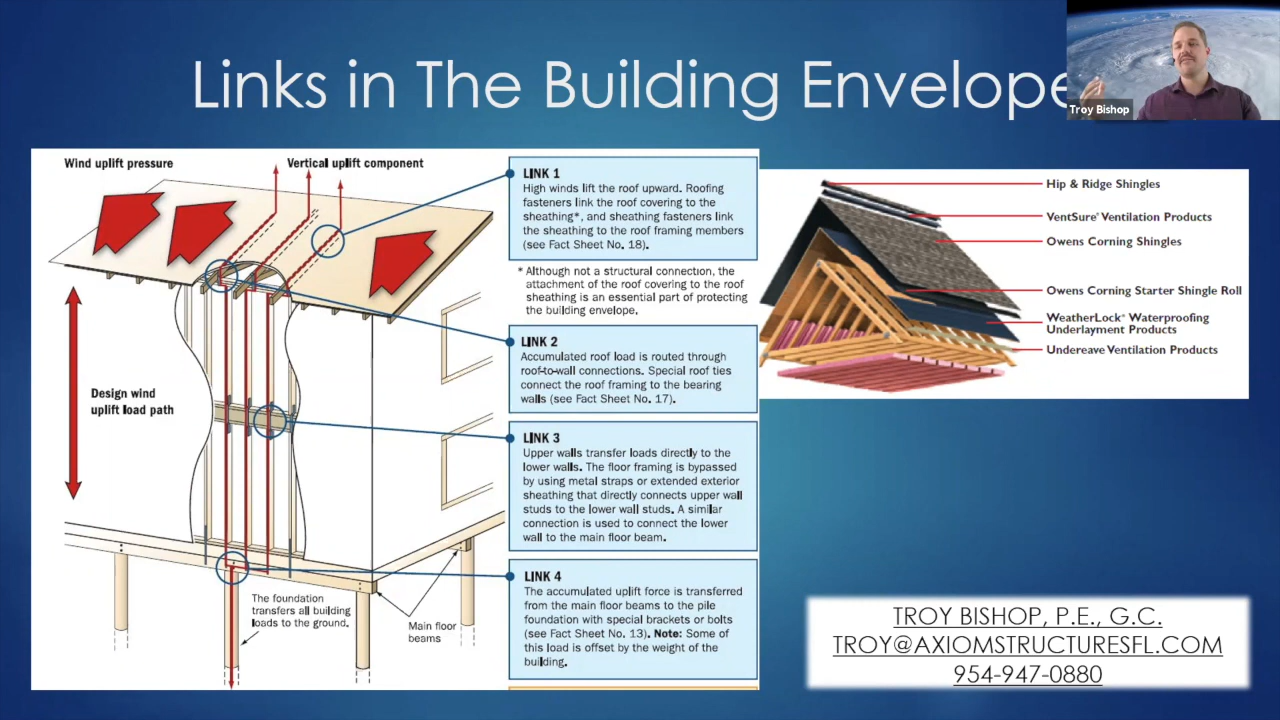 Links in The Building Envelope
Troy Bishop
Wind uplift pressure
Vertical uplift component
Design wind
uplift load path
The foundation
transfers all building
loads to the ground.
Main floor
beams
LINK 1
High winds lift the roof upward. Roofing
fasteners link the roof covering to the
sheathing*, and sheathing fasteners link
the sheathing to the roof framing members
(see Fact Sheet No. 18).
* Although not a structural connection, the
attachment of the roof covering to the roof
sheathing is an essential part of protecting
the building envelope.
LINK 2
Accumulated roof load is routed through
roof-to-wall connections. Special roof ties
connect the roof framing to the bearing
walls (see Fact Sheet No. 17).
LINK 3
Upper walls transfer loads directly to the
lower walls. The floor framing is bypassed
by using metal straps or extended exterior
sheathing that directly connects upper wall
studs to the lower wall studs. A similar
connection is used to connect the lower
wall to the main floor beam.
LINK 4
The accumulated uplift force is transferred
from the main floor beams to the pile
foundation with special brackets or bolts
(see Fact Sheet No. 13). Note: Some of
this load is offset by the weight of the
building.
Hip & Ridge Shingles
VentSure® Ventilation Products
Owens Corning Shingles
Owens Corning Starter Shingle Roll
WeatherLock® Waterproofing
Underlayment Products
Undereave Ventilation Products
TROY BISHOP, P.E., G.C.
TROY@AXIOMSTRUCTURESFL.COM
954-947-0880